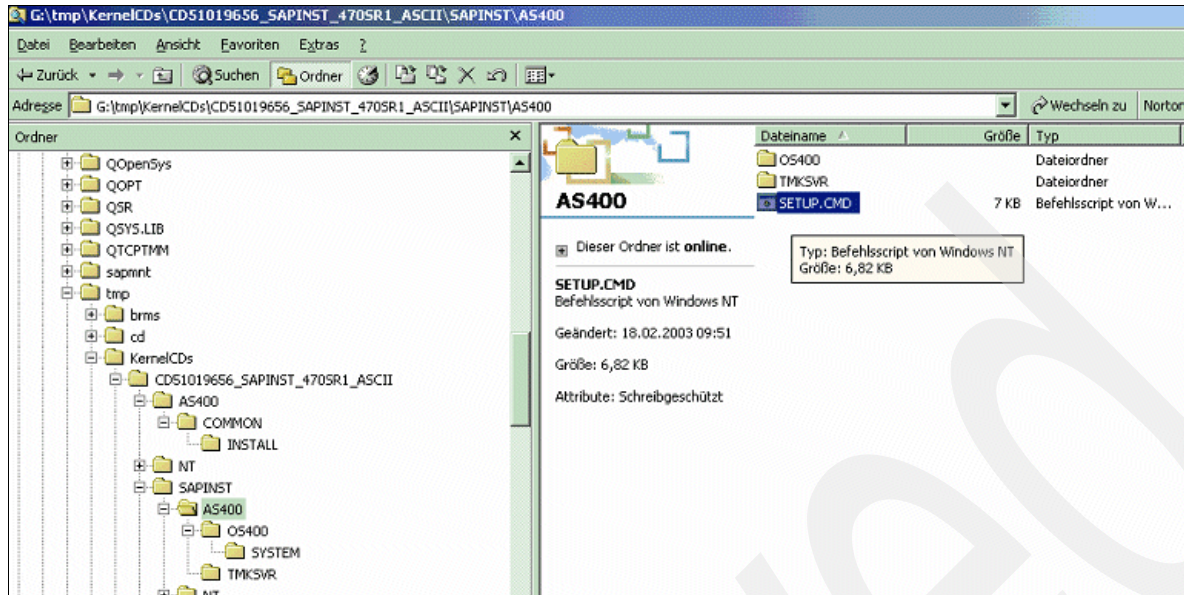 G:\tmp\KernelCDs\CD51019656_SAPINST_470SR1_ASCII\SAPINST\AS400
Datei Bearbeiten Ansicht Favoriten Extras ?
Zurück Suchen Ordner
Adresse G:\tmp\KernelCDs\CD51019656_SAPINST_470SR1_ASCII\SAPINST\AS400 Wechseln zu Norton
Ordner
QOpenSys
QOPT
QSR
QSYS.LIB
QTCPTMM
sapmnt
tmp
brms
cd
KernelCDs
CD51019656_SAPINST_470SR1_ASCII
AS400
COMMON
INSTALL
NT
SAPINST
AS400
OS400
SYSTEM
TMKSVR
NT
AS400
Dieser Ordner ist online.
SETUP.CMD
Befehlsscript von Windows NT
Geändert: 18.02.2003 09:51
Größe: 6,82 KB
Attribute: Schreibgeschützt
Dateiname Größe Typ
OS400 Dateiordner
TMKSVR Dateiordner
SETUP.CMD 7 KB Befehlsscript von W...
Typ: Befehlsscript von Windows NT
Größe: 6,82 KB